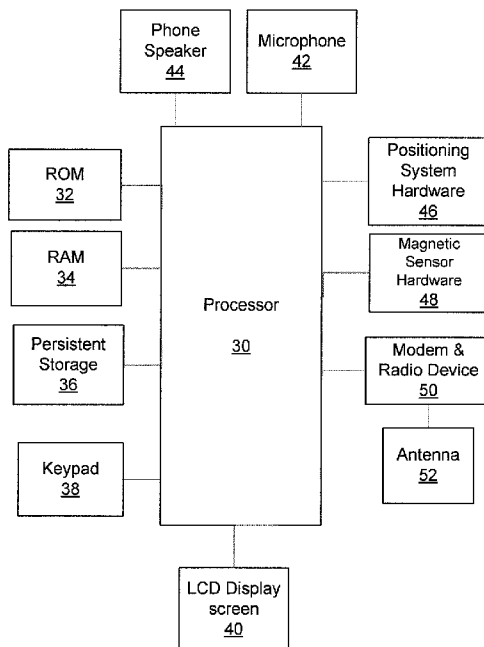 Phone
Speaker
44
Microphone
42
ROM
32
RAM
34
Persistent
Storage
36
Keypad
38
Processor
30
Positioning
System
Hardware
46
Magnetic
Sensor
Hardware
48
Modem &
Radio Device
50
Antenna
52
LCD Display
screen
40